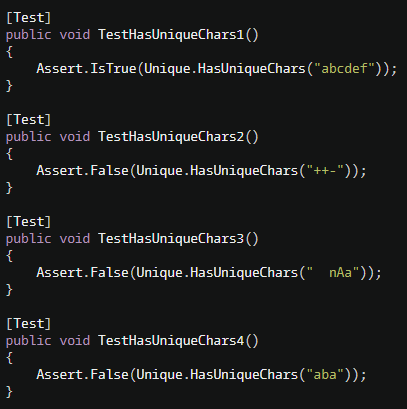 [Test]
public void TestHasUniqueChars1()
{
    Assert.IsTrue(Unique.HasUniqueChars("abcdef"));
}

[Test]
public void TestHasUniqueChars2()
{
    Assert.False(Unique.HasUniqueChars("++-"));
}

[Test]
public void TestHasUniqueChars3()
{
    Assert.False(Unique.HasUniqueChars("  nAa"));
}

[Test]
public void TestHasUniqueChars4()
{
    Assert.False(Unique.HasUniqueChars("aba"));
}